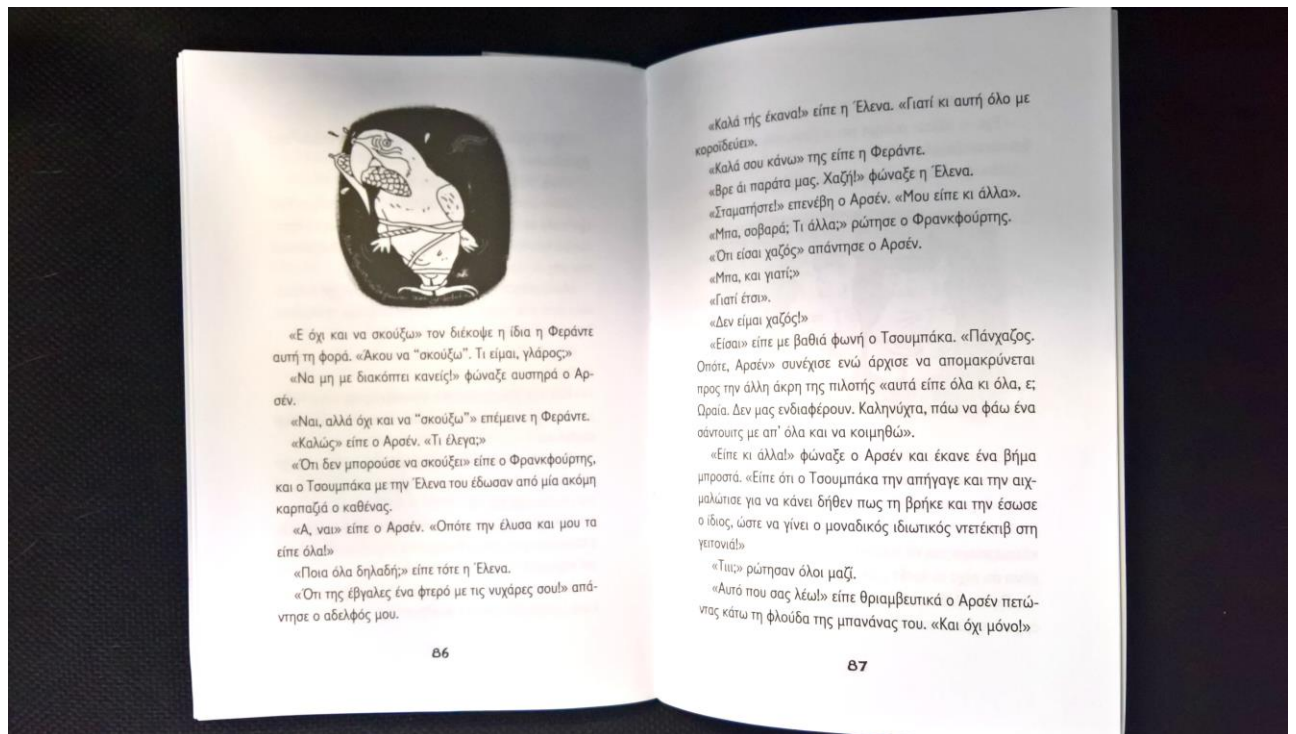 «Ε όχι και να σκούξω» τον διέκοψε η ίδια η Φεράντε
αυτή τη φορά. «Άκου να “σκούξω”. Τι είμαι, γλάρος;»
«Να μη με διακόπτει κανείς!» φώναξε αυστηρά ο Αρ-
σέν.
«Ναι, αλλά όχι και να “σκούξω”» επέμεινε η Φεράντε.
«Καλώς» είπε ο Αρσέν. «Τι έλεγα;»
«Ότι δεν μπορούσε να σκούξει» είπε ο Φρανκφούρτης,
και ο Τσουμπάκα με την Έλενα του έδωσαν από μία ακόμη
καρπαζιά ο καθένας.
«Α, ναι» είπε ο Αρσέν. «Οπότε την έλυσα και μου τα
είπε όλα!»
«Ποια όλα δηλαδή;» είπε τότε η Έλενα.
«Ότι της έβγαλες ένα φτερό με τις νυχάρες σου!» απά-
ντησε ο αδελφός μου.
86
«Καλά τής έκανα!» είπε η Έλενα. «Γιατί κι αυτή όλο με
κοροϊδεύει».
«Καλά σου κάνω» της είπε η Φεράντε.
«Βρε άι παράτα μας. Χαζή!» φώναξε η Έλενα.
«Σταματήστε!» επενέβη ο Αρσέν. «Μου είπε κι άλλα».
«Μπα, σοβαρά; Τι άλλα;» ρώτησε ο Φρανκφούρτης.
«Ότι είσαι χαζός» απάντησε ο Αρσέν.
«Μπα, και γιατί;»
«Γιατί έτσι».
«Δεν είμαι χαζός!»
«Είσαι» είπε με βαθιά φωνή ο Τσουμπάκα. «Πάνχαζος.
Οπότε, Αρσέν» συνέχισε ενώ άρχισε να απομακρύνεται
προς την άλλη άκρη της πιλοτής «αυτά είπε όλα κι όλα, ε;
Ωραία. Δεν μας ενδιαφέρουν. Καληνύχτα, πάω να φάω ένα
σάντουιτς με απ’ όλα και να κοιμηθώ».
«Είπε κι άλλα!» φώναξε ο Αρσέν και έκανε ένα βήμα
μπροστά. «Είπε ότι ο Τσουμπάκα την απήγαγε και την αιχ-
μαλώτισε για να κάνει δήθεν πως τη βρήκε και την έσωσε
ο ίδιος, ώστε να γίνει ο μοναδικός ιδιωτικός ντετέκτιβ στη
γειτονιά!»
«Τιιι;» ρώτησαν όλοι μαζί.
«Αυτό που σας λέω!» είπε θριαμβευτικά ο Αρσέν πετώ-
ντας κάτω τη φλούδα της μπανάνας του. «Και όχι μόνο!»
87